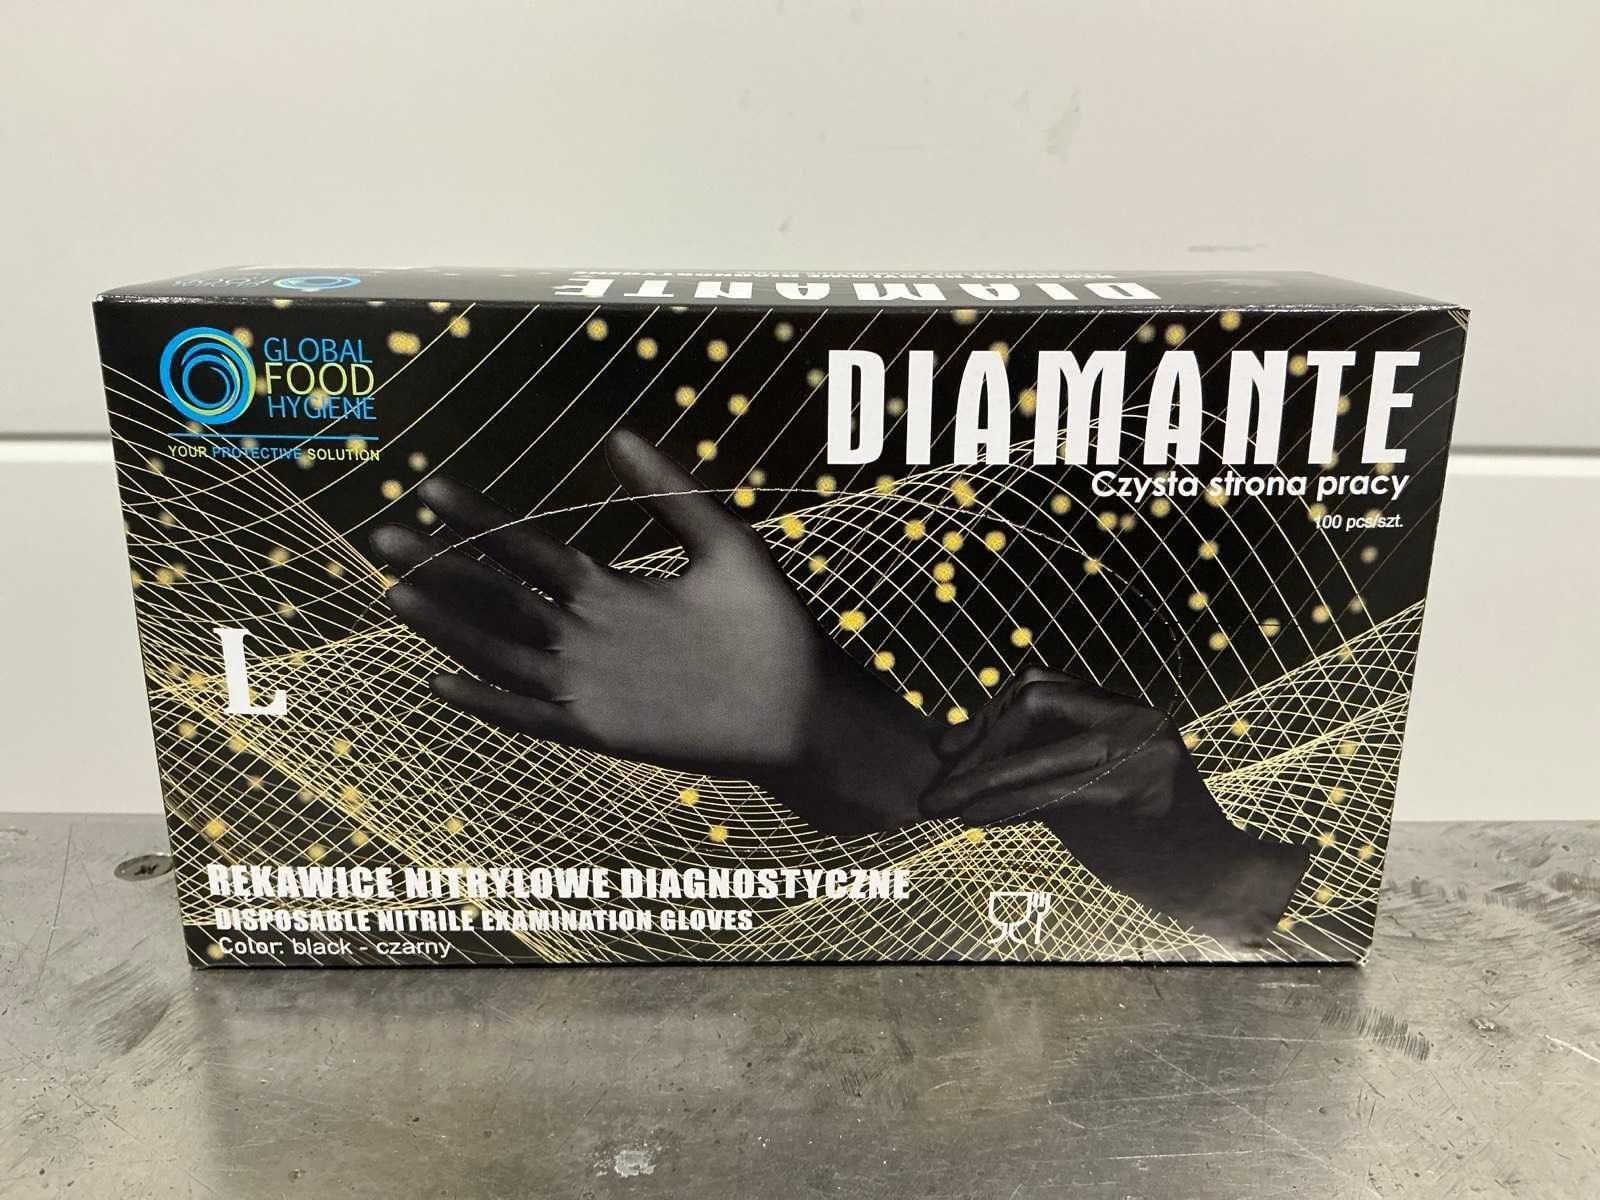 DIAMANTE
GLOBAL
FOOD
HYGIENE
YOUR PROTECTIVE SOLUTION
DIAMANTE
Czysta strona pracy
100 pcs/szt.
L
RĘKAWICE NITRYLOWE DIAGNOSTYCZNE
DISPOSABLE NITRILE EXAMINATION GLOVES
Color: black - czarny